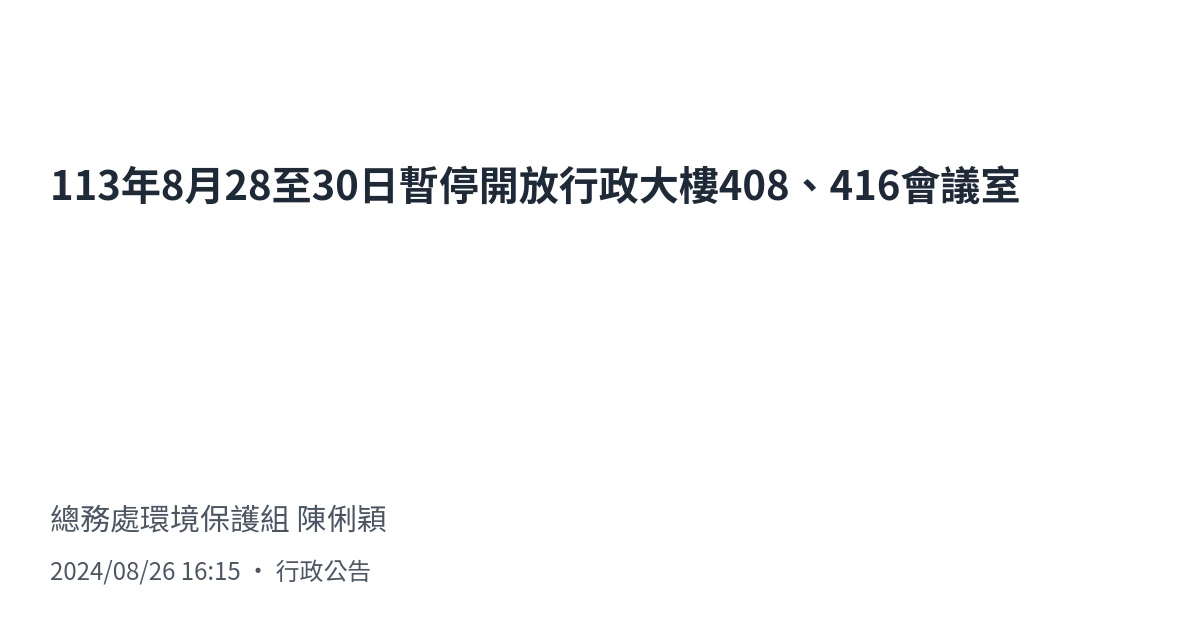 113年8月28至30日暫停開放行政大樓408、416會議室
總務處環境保護組 陳俐穎
2024/08/26 16:15 • 行政公告